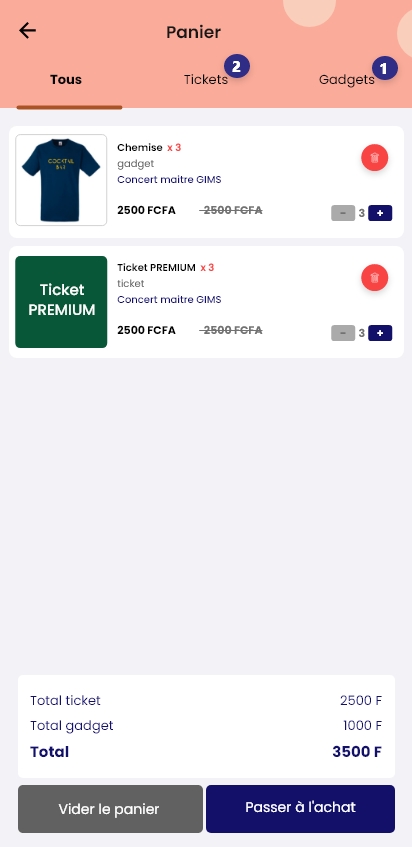 Panier
Tous
Tickets 2
Gadgets 1
COCKTAIL
Chemise x 3
gadget
Concert maitre GIMS
2500 FCFA 2500 FCFA
- 3 +
Ticket
PREMIUM
Ticket PREMIUM x 3
ticket
Concert maitre GIMS
2500 FCFA 2500 FCFA
- 3 +
Total ticket 2500 F
Total gadget 1000 F
Total 3500 F
Vider le panier
Passer à l'achat